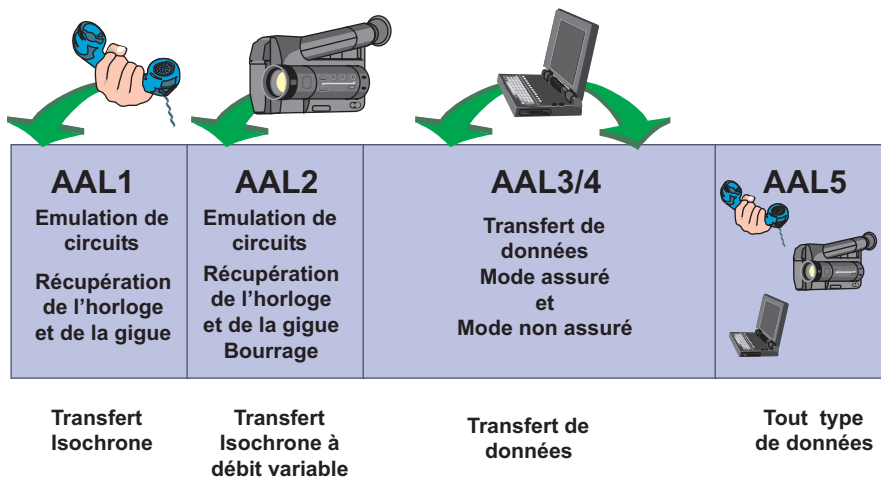 AAL1
Emulation de
circuits
Récupération
de l'horloge
et de la gigue
AAL2
Emulation de
circuits
Récupération
de l'horloge
et de la gigue
Bourrage
AAL3/4
Transfert de
données
Mode assuré
et
Mode non assuré
AAL5
Transfert
Isochrone
Transfert
Isochrone à
débit variable
Transfert de
données
Tout type
de données